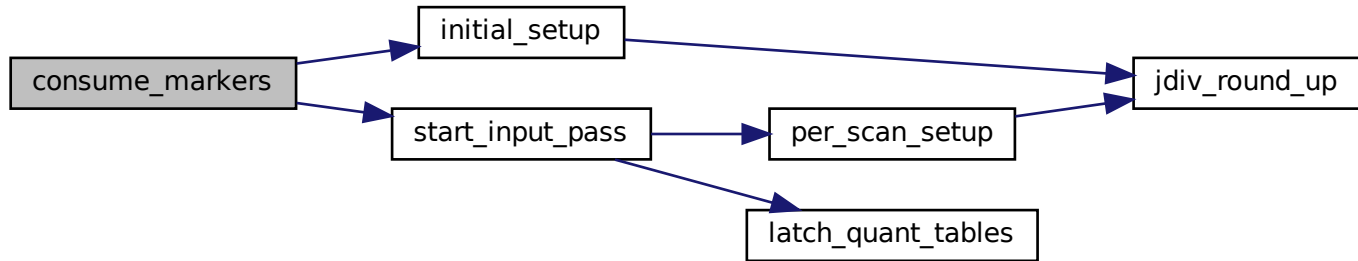 initial_setup
consume_markers
jdiv_round_up
start_input_pass
per_scan_setup
latch_quant_tables